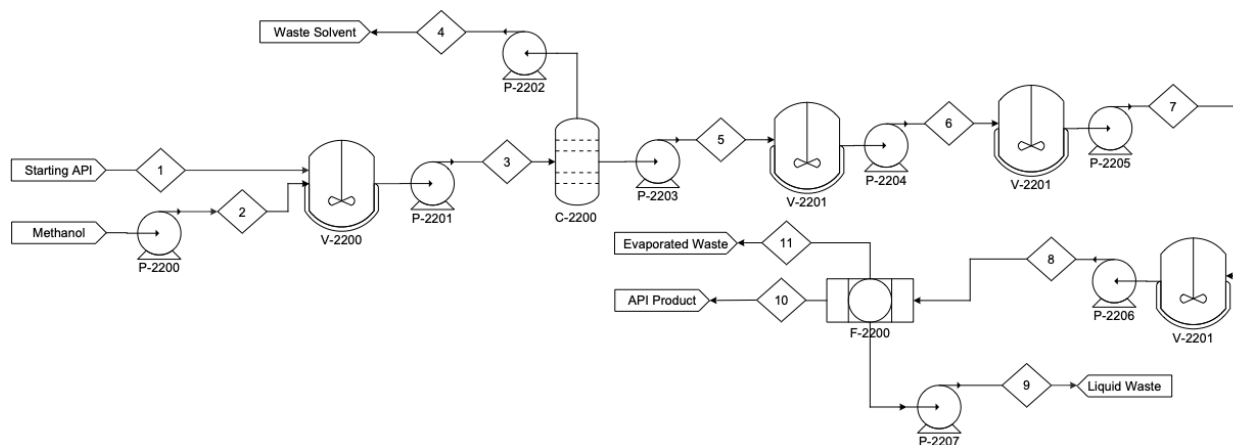 Waste Solvent
4
P-2202
Starting API
1
Methanol
P-2200
2
V-2200
P-2201
3
C-2200
P-2203
5
V-2201
P-2204
6
V-2201
P-2205
7
V-2201
P-2206
8
F-2200
Evaporated Waste
11
API Product
10
P-2207
9
Liquid Waste